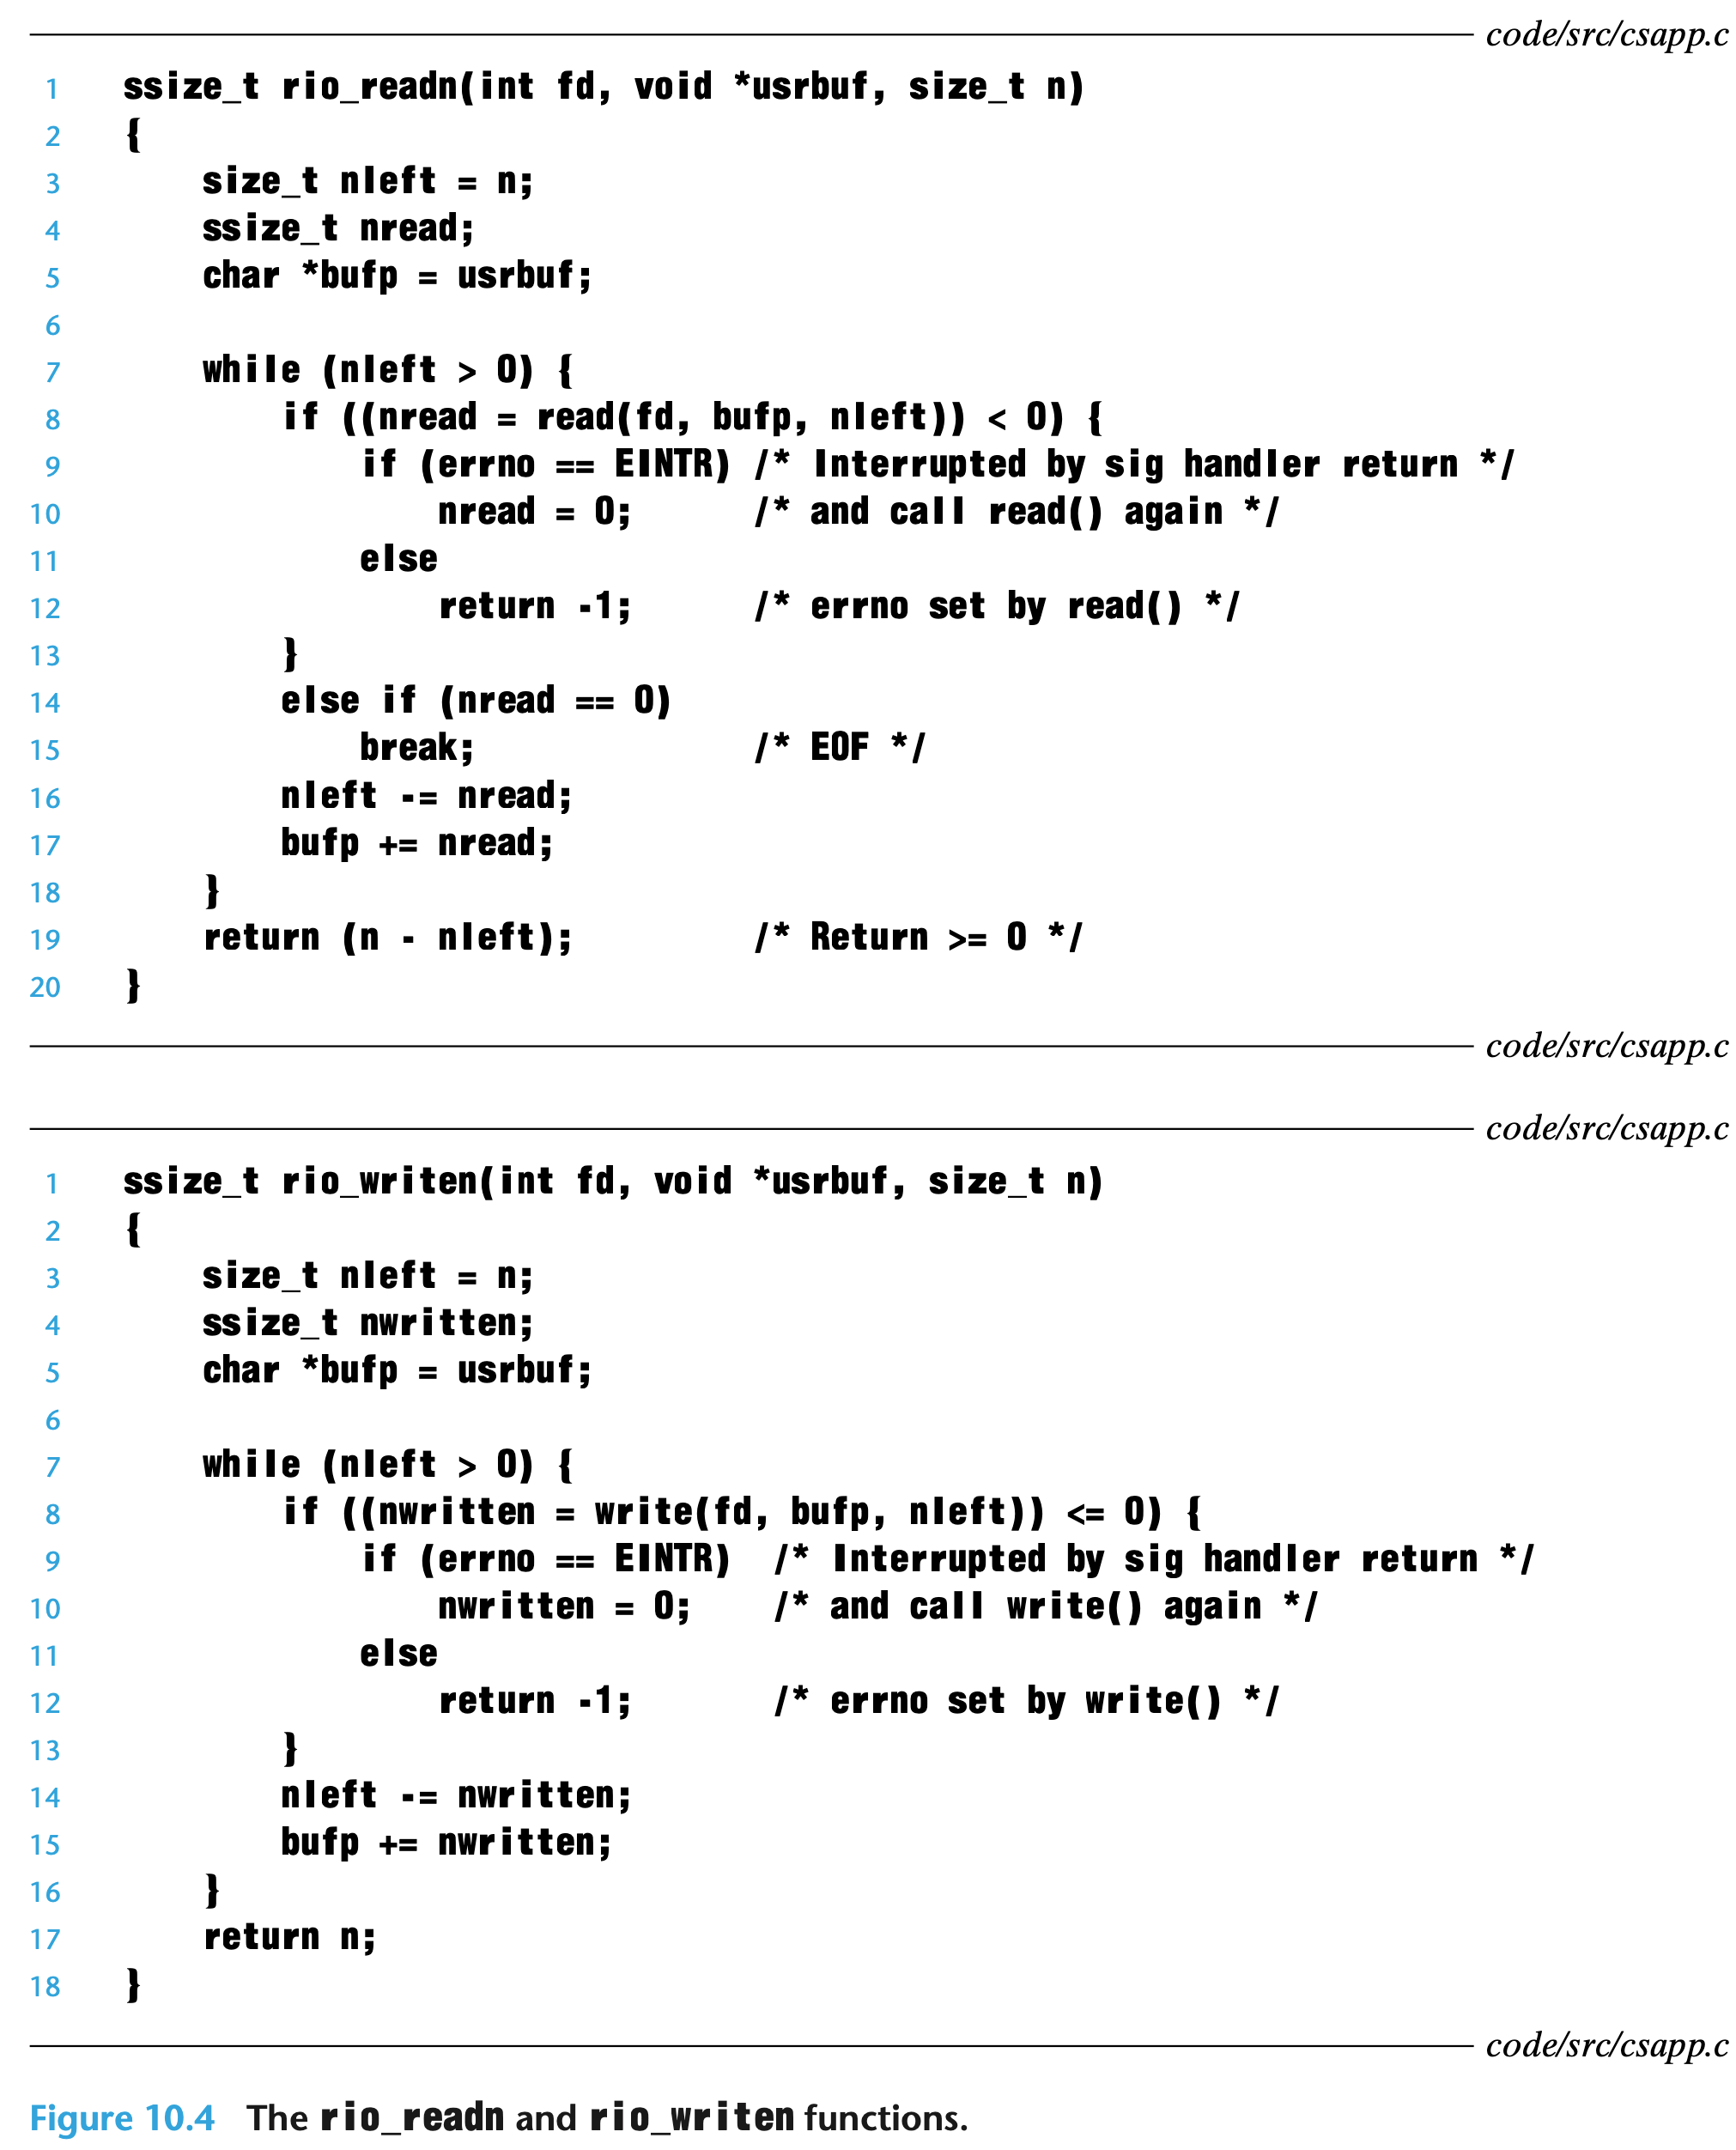 code/src/csapp.c
1 ssize_t rio_readn(int fd, void *usrbuf, size_t n)
2 {
3     size_t nleft = n;
4     ssize_t nread;
5     char *bufp = usrbuf;
6
7     while (nleft > 0) {
8         if ((nread = read(fd, bufp, nleft)) < 0) {
9             if (errno == EINTR) /* Interrupted by sig handler return */
10                 nread = 0;      /* and call read() again */
11             else
12                 return -1;      /* errno set by read() */
13         }
14         else if (nread == 0)
15             break;              /* EOF */
16         nleft -= nread;
17         bufp += nread;
18     }
19     return (n - nleft);         /* Return >= 0 */
20 }
code/src/csapp.c
code/src/csapp.c
1 ssize_t rio_writen(int fd, void *usrbuf, size_t n)
2 {
3     size_t nleft = n;
4     ssize_t nwritten;
5     char *bufp = usrbuf;
6
7     while (nleft > 0) {
8         if ((nwritten = write(fd, bufp, nleft)) <= 0) {
9             if (errno == EINTR)  /* Interrupted by sig handler return */
10                 nwritten = 0;    /* and call write() again */
11             else
12                 return -1;       /* errno set by write() */
13         }
14         nleft -= nwritten;
15         bufp += nwritten;
16     }
17     return n;
18 }
code/src/csapp.c
Figure 10.4 The rio_readn and rio_writen functions.